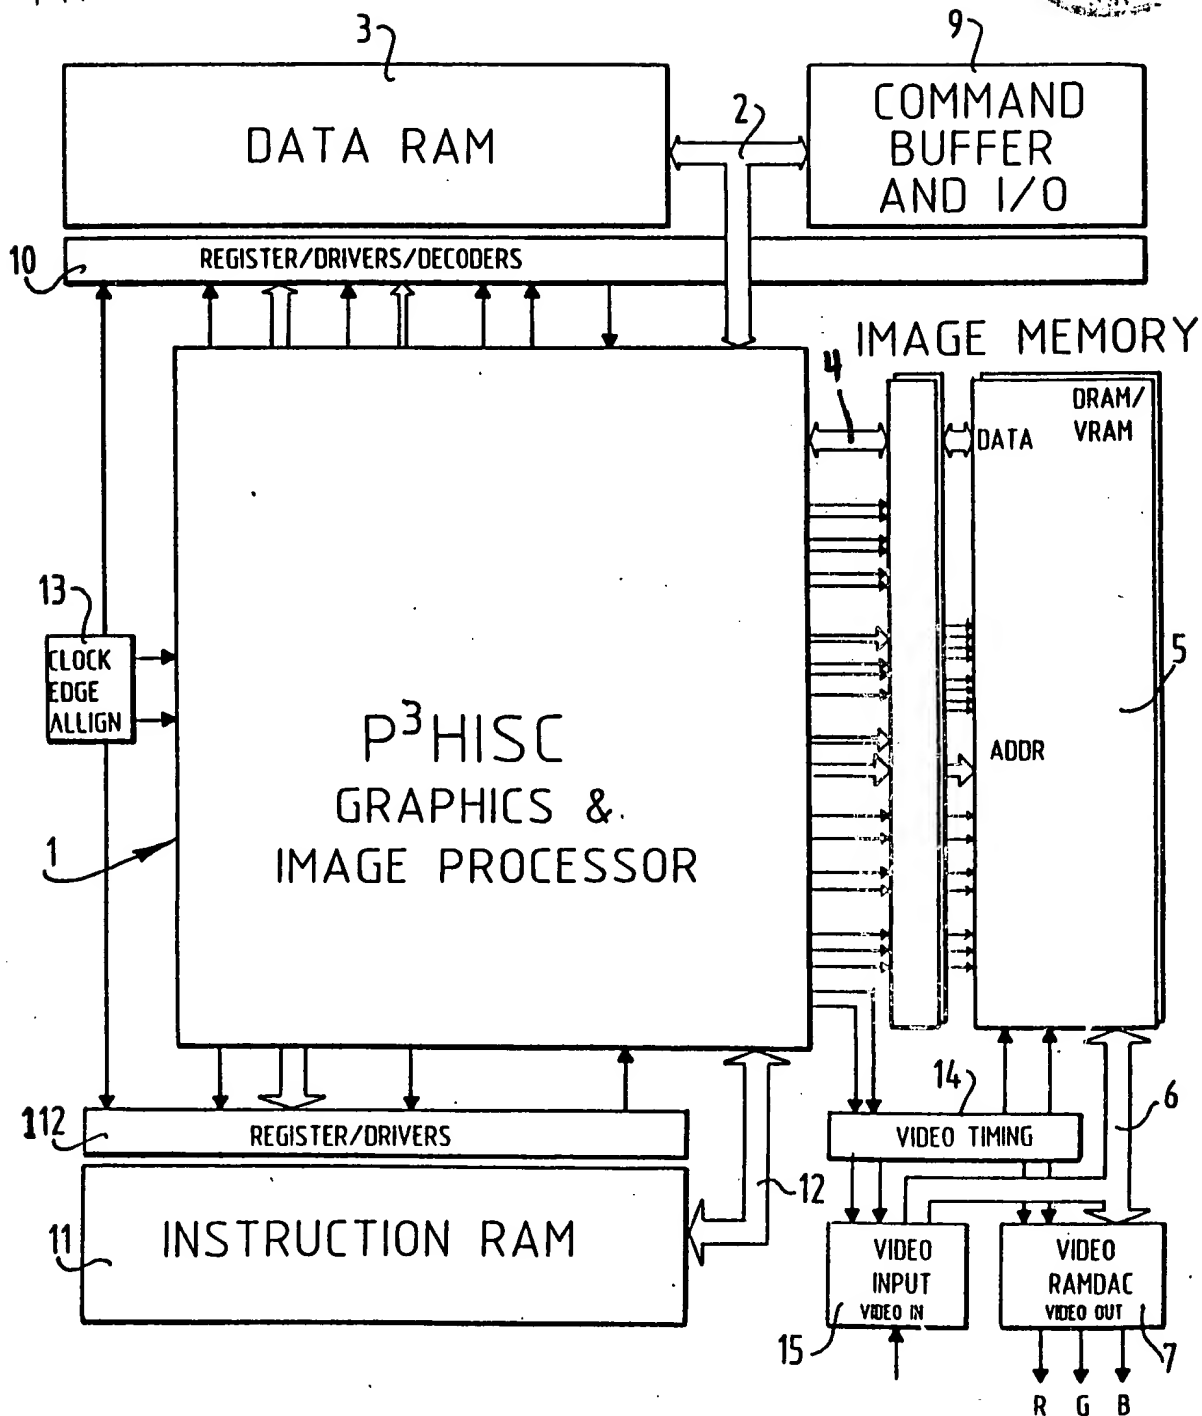 3
9
DATA RAM
2
COMMAND
BUFFER
AND I/O
10
REGISTER/DRIVERS/DECODERS
IMAGE MEMORY
4
DRAM/
VRAM
DATA
13
CLOCK
EDGE
ALLIGN
5
P³HISC
GRAPHICS &
IMAGE PROCESSOR
ADDR
1
14
6
112
REGISTER/DRIVERS
VIDEO TIMING
12
11
INSTRUCTION RAM
VIDEO
INPUT
VIDEO IN
VIDEO
RAMDAC
VIDEO OUT
15
7
R G B